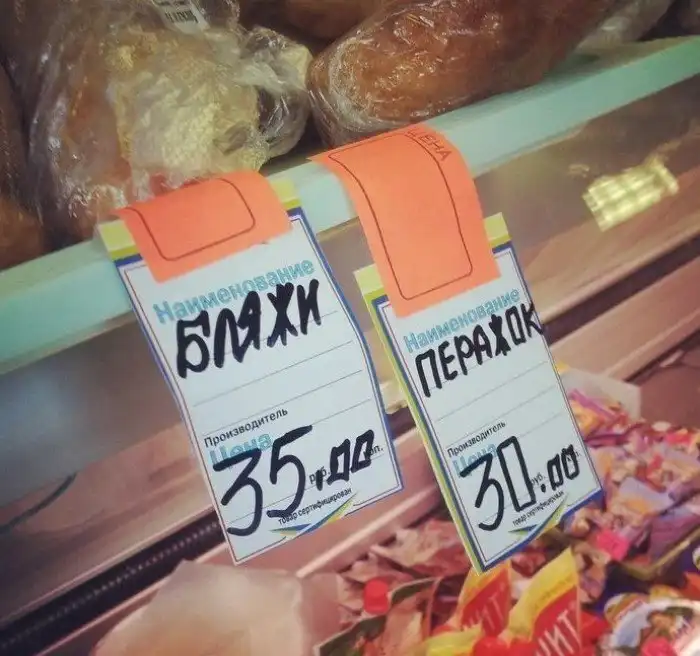 ЦЕНА
Наименование
БЛЯЖИ
Производитель
Цена
35.00
руб. коп.
товар сертифицирован
Наименование
ПЕРАЖОК
Производитель
Цена
30.00
руб.
товар сертифицирован